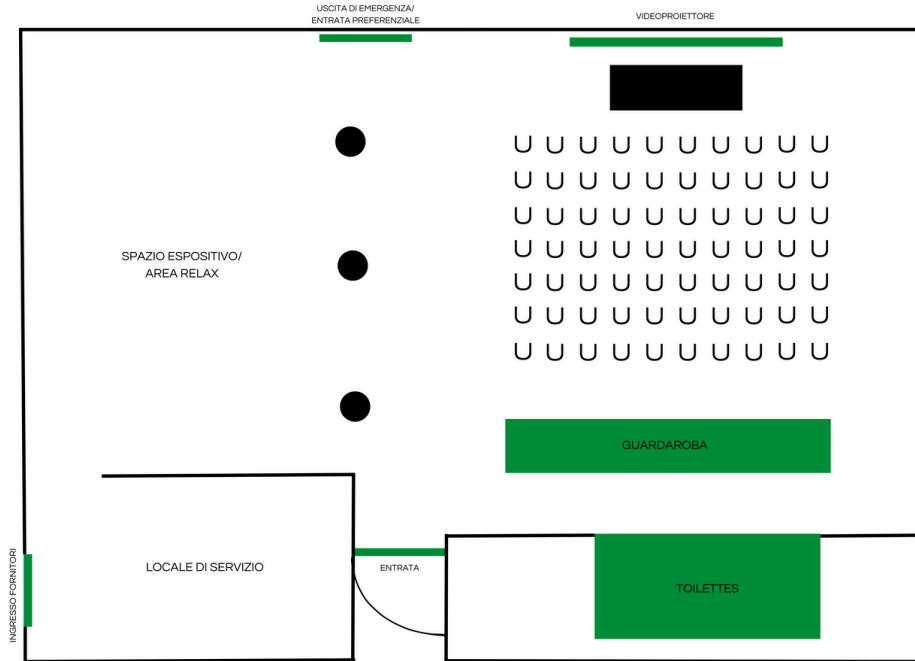 USCITA DI EMERGENZA/
ENTRATA PREFERENZIALE
VIDEOPROIETTORE
SPAZIO ESPOSITIVO/
AREA RELAX
GUARDAROBA
INGRESSO FORNITORI
LOCALE DI SERVIZIO
ENTRATA
TOILETTES